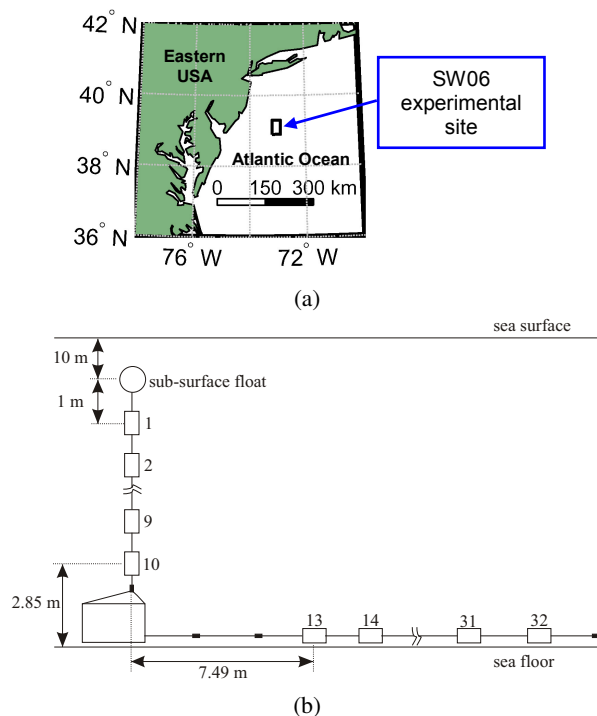 42° N
Eastern
USA
SW06
experimental
site
40° N
38° N
Atlantic Ocean
0 150 300 km
36° N
76° W 72° W
(a)
sea surface
10 m
sub-surface float
1 m
1
2
9
10
2.85 m
13 14 31 32
7.49 m
sea floor
(b)